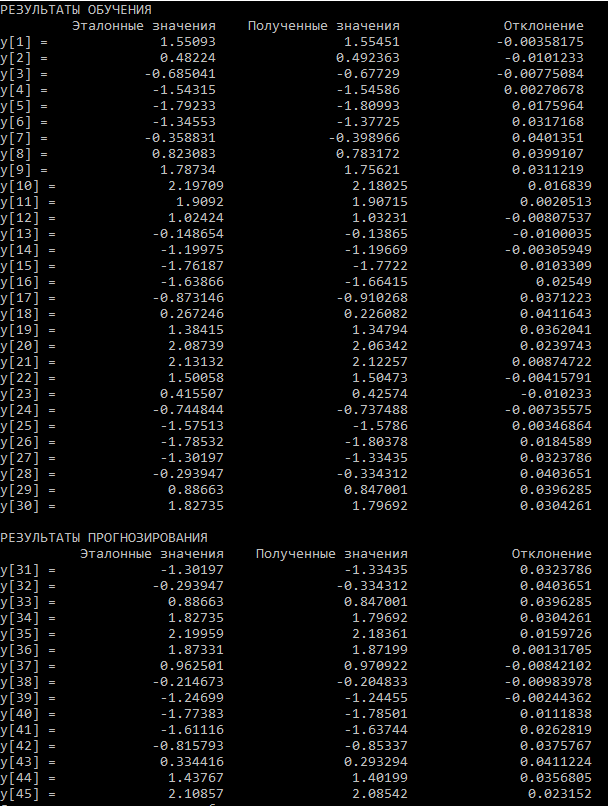 РЕЗУЛЬТАТЫ ОБУЧЕНИЯ
Эталонные значения Полученные значения Отклонение
y[1] = 1.55093 1.55451 -0.00358175
y[2] = 0.48224 0.492363 -0.0101233
y[3] = -0.685041 -0.67729 -0.00775084
y[4] = -1.54315 -1.54586 0.00270678
y[5] = -1.79233 -1.80993 0.0175964
y[6] = -1.34553 -1.37725 0.0317168
y[7] = -0.358831 -0.398966 0.0401351
y[8] = 0.823083 0.783172 0.0399107
y[9] = 1.78734 1.75621 0.0311219
y[10] = 2.19709 2.18025 0.016839
y[11] = 1.9092 1.90715 0.0020513
y[12] = 1.02424 1.03231 -0.00807537
y[13] = -0.148654 -0.13865 -0.0100035
y[14] = -1.19975 -1.19669 -0.00305949
y[15] = -1.76187 -1.7722 0.0103309
y[16] = -1.63866 -1.66415 0.02549
y[17] = -0.873146 -0.910268 0.0371223
y[18] = 0.267246 0.226082 0.0411643
y[19] = 1.38415 1.34794 0.0362041
y[20] = 2.08739 2.06342 0.0239743
y[21] = 2.13132 2.12257 0.00874722
y[22] = 1.50058 1.50473 -0.00415791
y[23] = 0.415507 0.42574 -0.010233
y[24] = -0.744844 -0.737488 -0.00735575
y[25] = -1.57513 -1.5786 0.00346864
y[26] = -1.78532 -1.80378 0.0184589
y[27] = -1.30197 -1.33435 0.0323786
y[28] = -0.293947 -0.334312 0.0403651
y[29] = 0.88663 0.847001 0.0396285
y[30] = 1.82735 1.79692 0.0304261
РЕЗУЛЬТАТЫ ПРОГНОЗИРОВАНИЯ
Эталонные значения Полученные значения Отклонение
y[31] = -1.30197 -1.33435 0.0323786
y[32] = -0.293947 -0.334312 0.0403651
y[33] = 0.88663 0.847001 0.0396285
y[34] = 1.82735 1.79692 0.0304261
y[35] = 2.19959 2.18361 0.0159726
y[36] = 1.87331 1.87199 0.00131705
y[37] = 0.962501 0.970922 -0.00842102
y[38] = -0.214673 -0.204833 -0.00983978
y[39] = -1.24699 -1.24455 -0.00244362
y[40] = -1.77383 -1.78501 0.0111838
y[41] = -1.61116 -1.63744 0.0262819
y[42] = -0.815793 -0.85337 0.0375767
y[43] = 0.334416 0.293294 0.0411224
y[44] = 1.43767 1.40199 0.0356805
y[45] = 2.10857 2.08542 0.023152